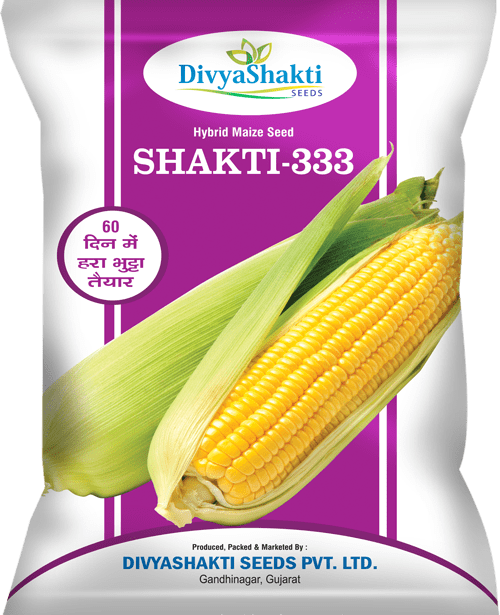 DivyaShakti
SEEDS
Hybrid Maize Seed
SHAKTI-333
60
दिन में
हरा भुट्टा
तैयार
Produced, Packed & Marketed By :
DIVYASHAKTI SEEDS PVT. LTD.
Gandhinagar, Gujarat